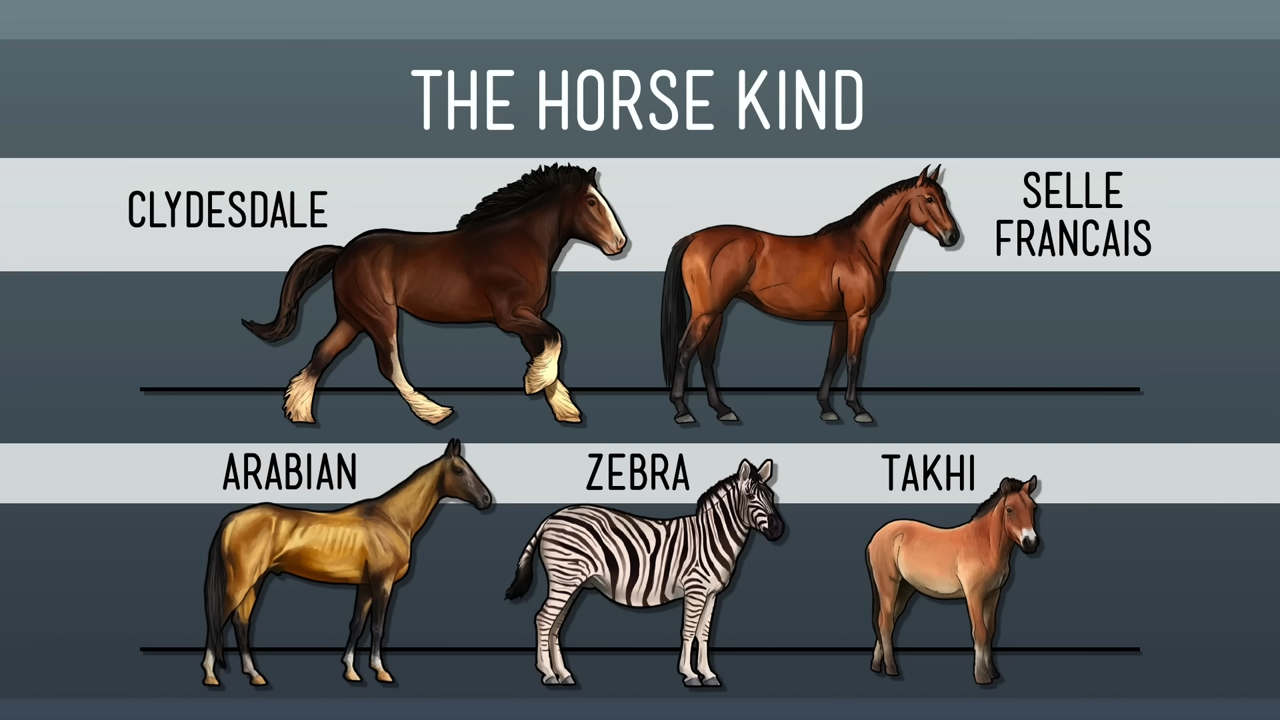 THE HORSE KIND
CLYDESDALE
SELLE
FRANCAIS
ARABIAN
ZEBRA
TAKHI